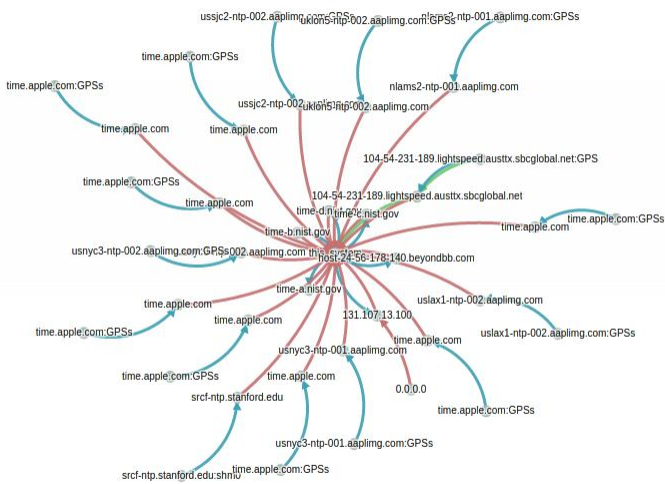 ussjc2-ntp-002.aaplimg.com:GPSs
uklon5-ntp-002.aaplimg.com:GPSs
nlams2-ntp-001.aaplimg.com:GPSs
time.apple.com:GPSs
time.apple.com:GPSs
nlams2-ntp-001.aaplimg.com
ussjc2-ntp-002.aaplimg.com
uklon5-ntp-002.aaplimg.com
time.apple.com
time.apple.com
104-54-231-189.lightspeed.austtx.sbcglobal.net:GPS
time.apple.com:GPSs
104-54-231-189.lightspeed.austtx.sbcglobal.net
time.apple.com
time-d.nist.gov
time-c.nist.gov
time.apple.com:GPSs
time.apple.com
time-b.nist.gov
usnyc3-ntp-002.aaplimg.com:GPSs
002.aaplimg.com
host-24-56-178-140.beyondbb.com
time-a.nist.gov
uslax1-ntp-002.aaplimg.com
time.apple.com
131.107.13.100
time.apple.com
time.apple.com:GPSs
uslax1-ntp-002.aaplimg.com:GPSs
time.apple.com
usnyc3-ntp-001.aaplimg.com
time.apple.com:GPSs
time.apple.com
0.0.0.0
srcf-ntp.stanford.edu
time.apple.com:GPSs
usnyc3-ntp-001.aaplimg.com:GPSs
time.apple.com:GPSs
srcf-ntp.stanford.edu:shm0